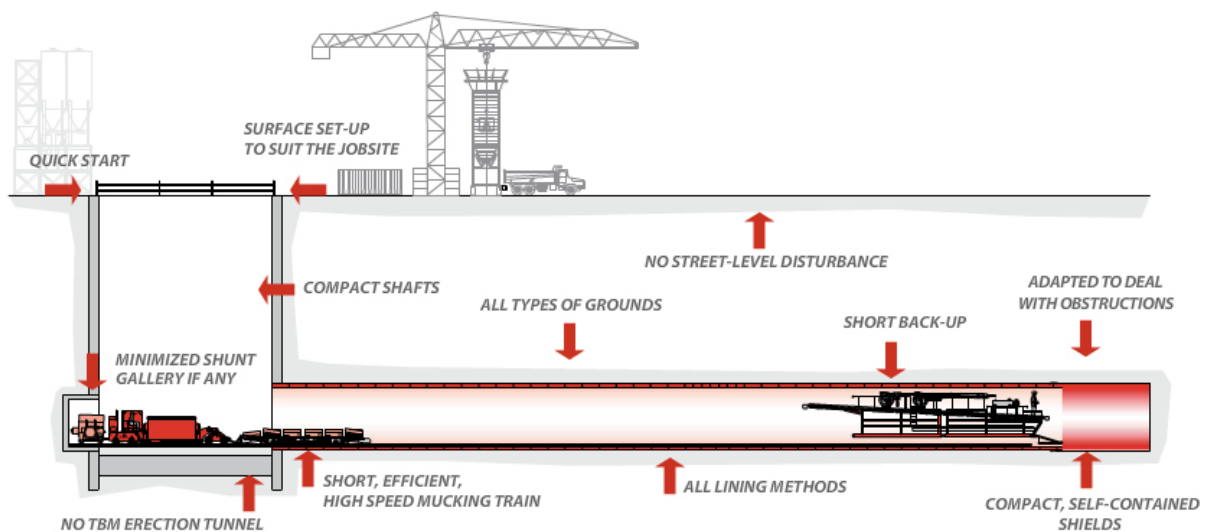 SURFACE SET-UP
TO SUIT THE JOBSITE
QUICK START
NO STREET-LEVEL DISTURBANCE
COMPACT SHAFTS
ALL TYPES OF GROUNDS
ADAPTED TO DEAL
WITH OBSTRUCTIONS
SHORT BACK-UP
MINIMIZED SHUNT
GALLERY IF ANY
SHORT, EFFICIENT,
HIGH SPEED MUCKING TRAIN
ALL LINING METHODS
COMPACT, SELF-CONTAINED
SHIELDS
NO TBM ERECTION TUNNEL